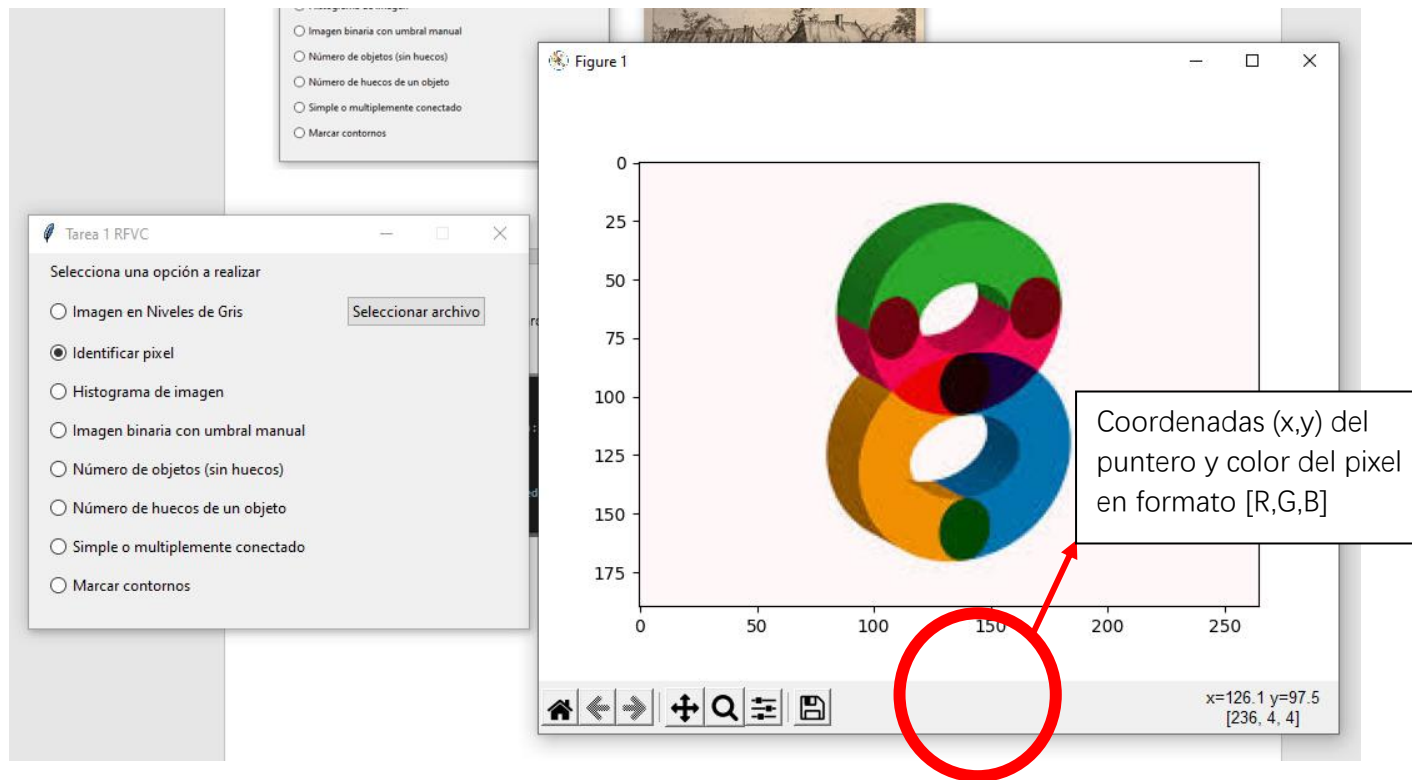 Imagen binaria con umbral manual
Número de objetos (sin huecos)
Número de huecos de un objeto
Simple o multiplemente conectado
Marcar contornos
Figure 1
0
25
50
75
100
125
150
175
0
50
100
150
200
250
x=126.1 y=97.5
[236, 4, 4]
Tarea 1 RFVC
Selecciona una opción a realizar
Imagen en Niveles de Gris
Seleccionar archivo
Identificar pixel
Histograma de imagen
Imagen binaria con umbral manual
Número de objetos (sin huecos)
Número de huecos de un objeto
Simple o multiplemente conectado
Marcar contornos
Coordenadas (x,y) del
puntero y color del pixel
en formato [R,G,B]